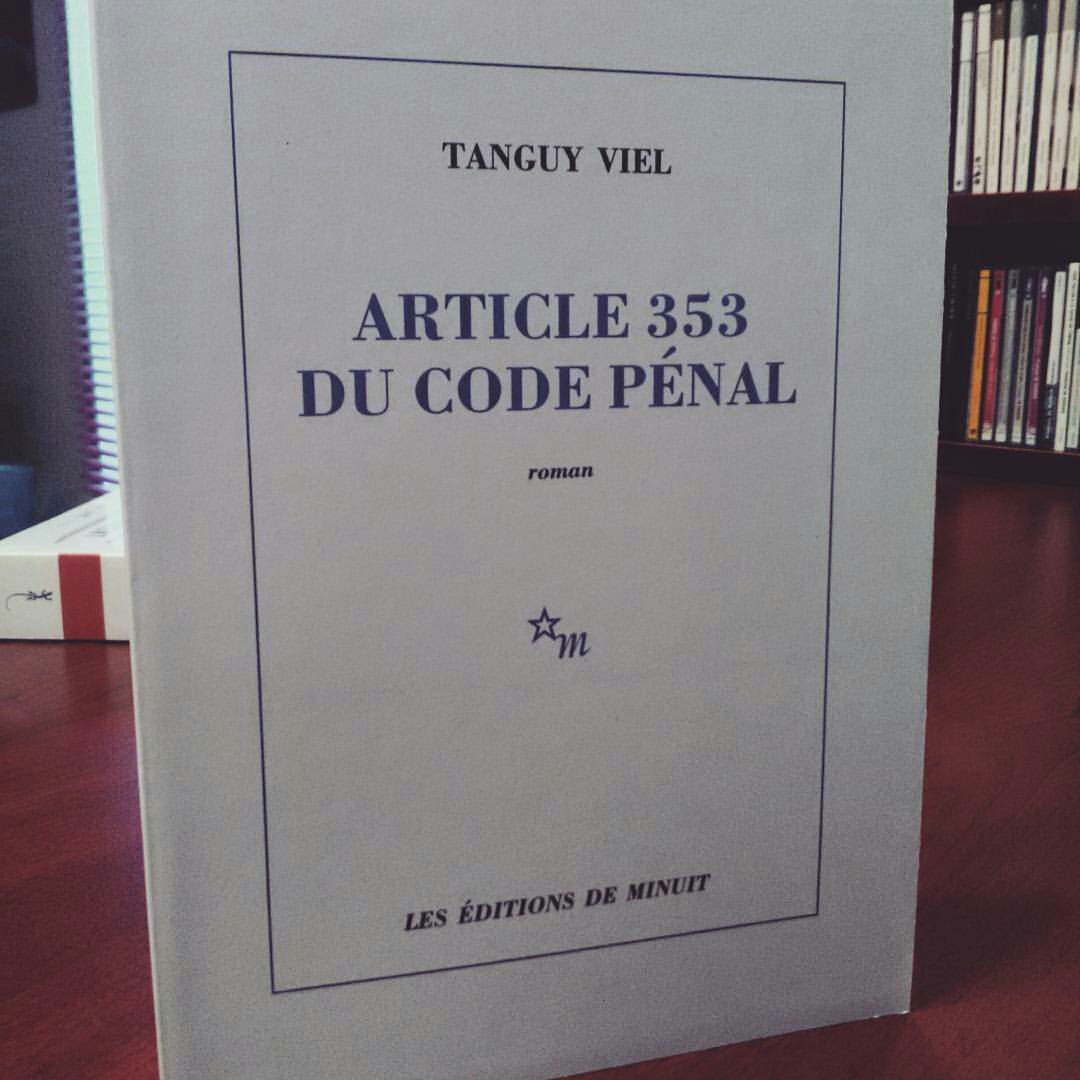 TANGUY VIEL
ARTICLE 353
DU CODE PÉNAL
roman
m
LES ÉDITIONS DE MINUIT